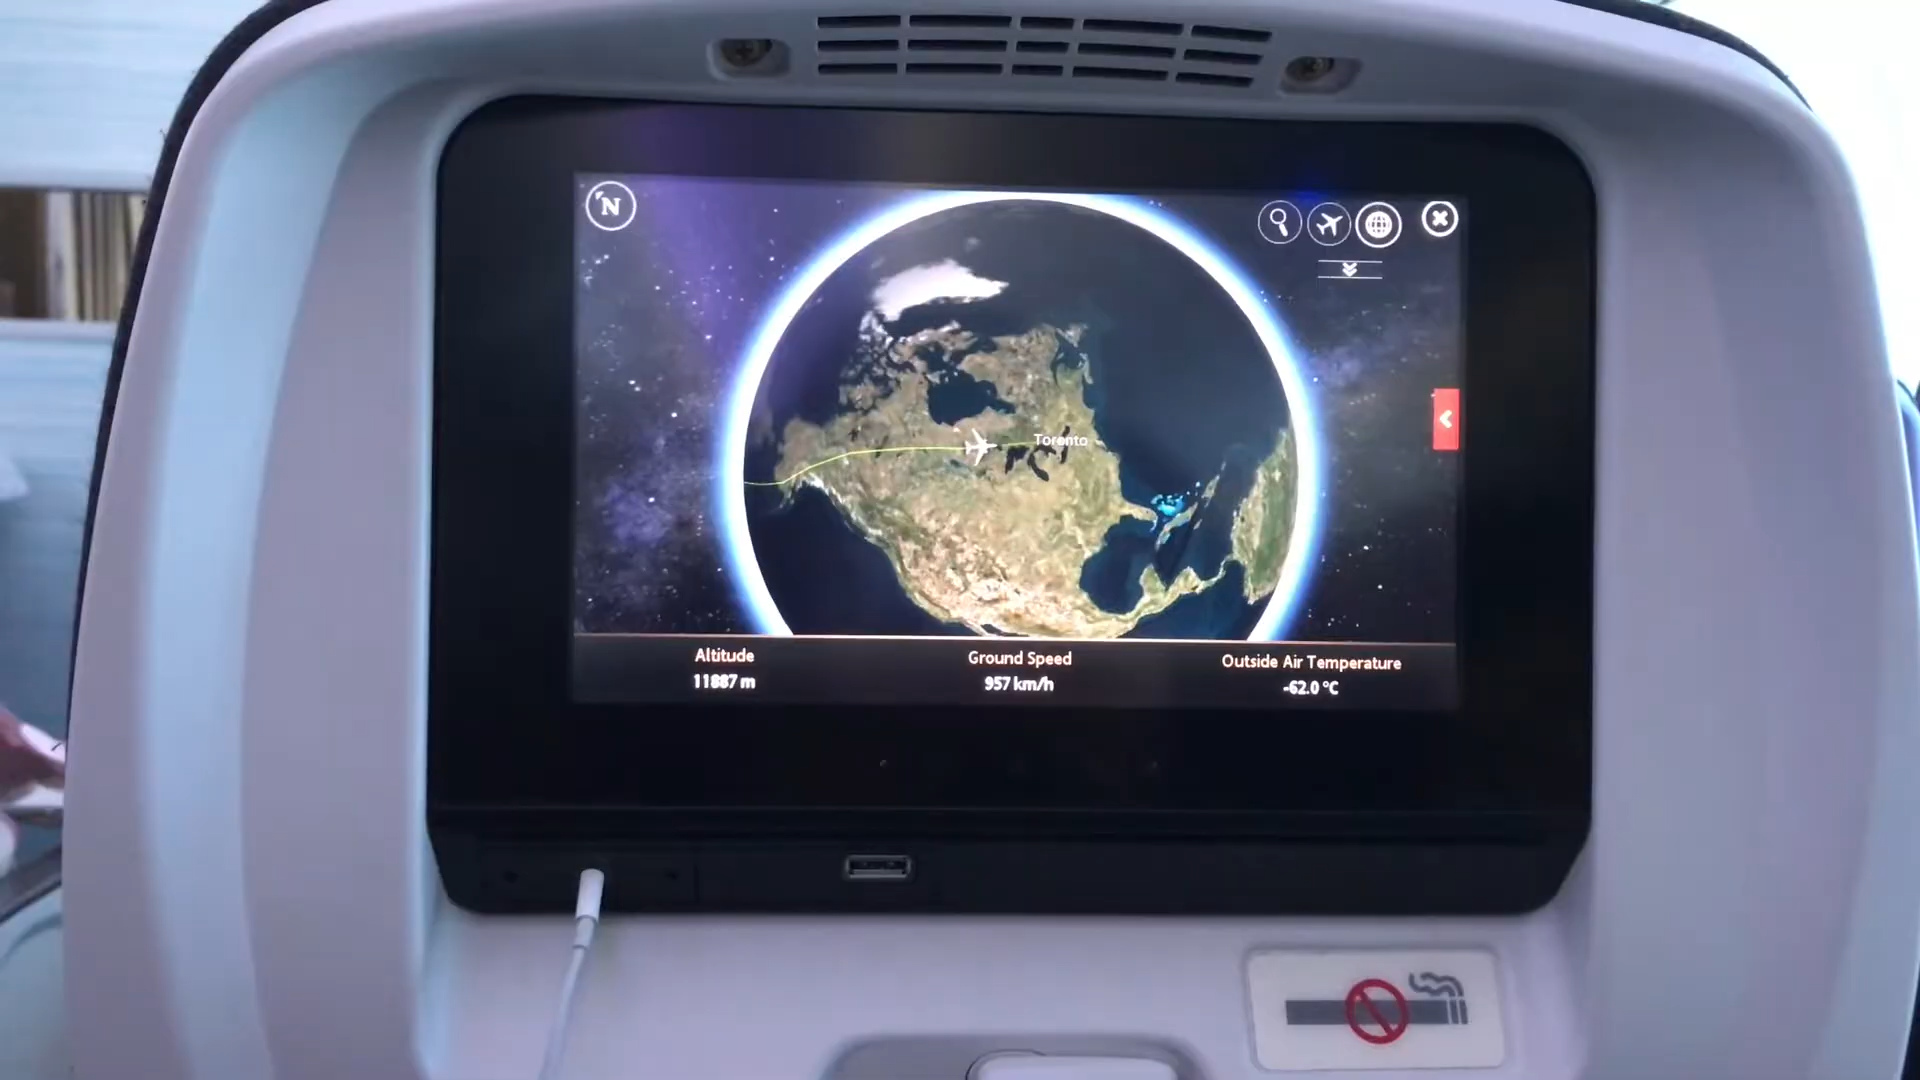 N
Toronto
Altitude
11887 m
Ground Speed
957 km/h
Outside Air Temperature
-62.0 °C